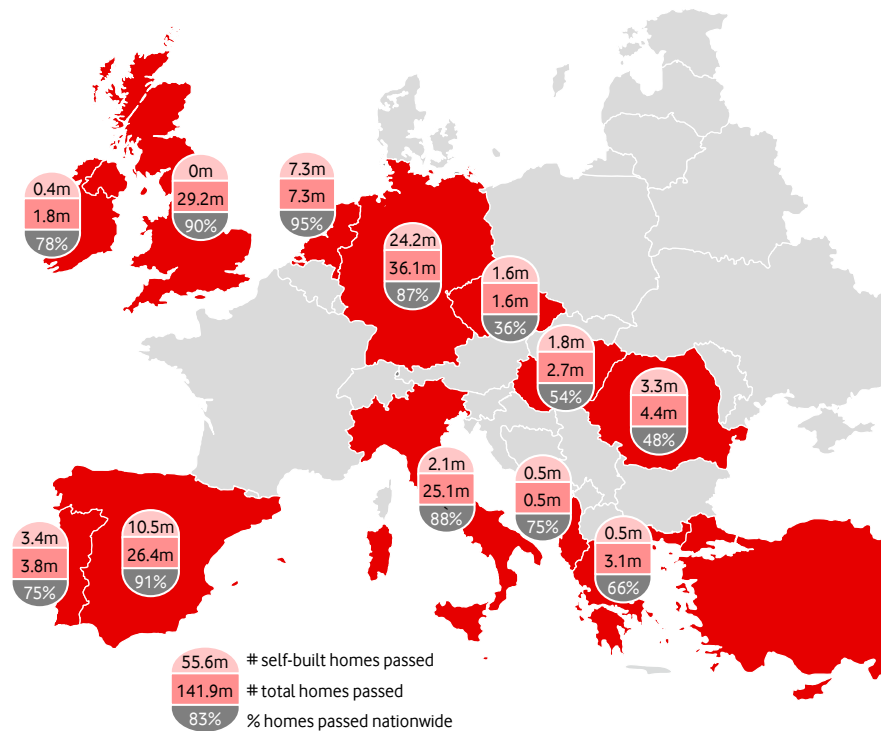 0.4m
1.8m
78%
0m
29.2m
90%
7.3m
7.3m
95%
24.2m
36.1m
87%
1.6m
1.6m
36%
1.8m
2.7m
54%
3.3m
4.4m
48%
2.1m
25.1m
88%
0.5m
0.5m
75%
0.5m
3.1m
66%
3.4m
3.8m
75%
10.5m
26.4m
91%
55.6m # self-built homes passed
141.9m # total homes passed
83% % homes passed nationwide